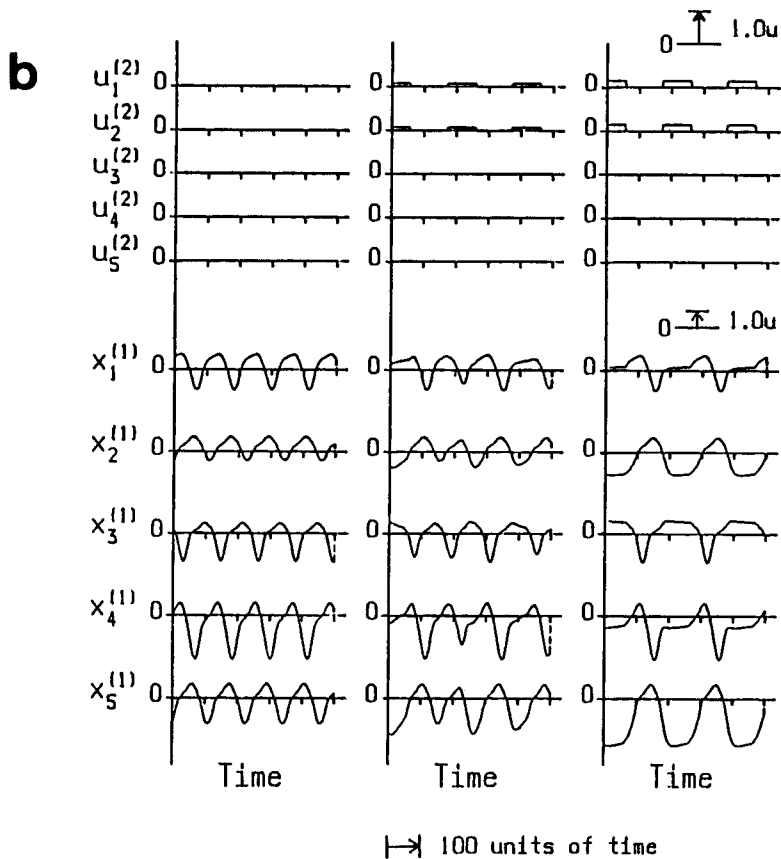 b
0 1.0u
u₁⁽²⁾ 0 0 0
u₂⁽²⁾ 0 0 0
u₃⁽²⁾ 0 0 0
u₄⁽²⁾ 0 0 0
u₅⁽²⁾ 0 0 0
0 1.0u
x₁⁽¹⁾ 0 0 0
x₂⁽¹⁾ 0 0 0
x₃⁽¹⁾ 0 0 0
x₄⁽¹⁾ 0 0 0
x₅⁽¹⁾ 0 0 0
Time Time Time
100 units of time